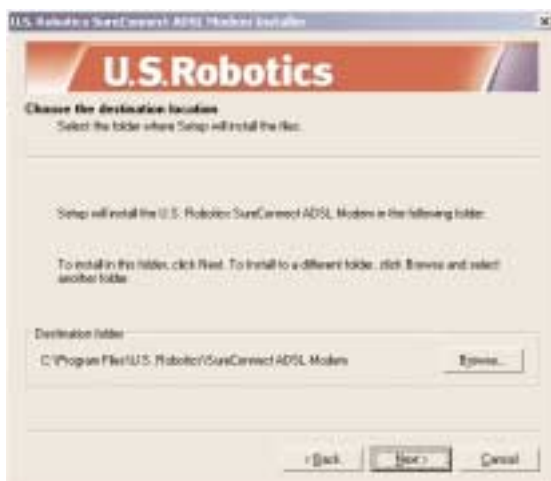 U.S. Robotics SureConnect ADSL Modem Installer
U.S.Robotics
Choose the destination location
Select the folder where Setup will install the files.
Setup will install the U.S. Robotics SureConnect ADSL Modem in the following folder.
To install in this folder, click Next. To install to a different folder, click Browse and select
another folder.
Destination folder
C:\Program Files\U.S. Robotics\SureConnect ADSL Modem
Browse...
< Back
Next >
Cancel